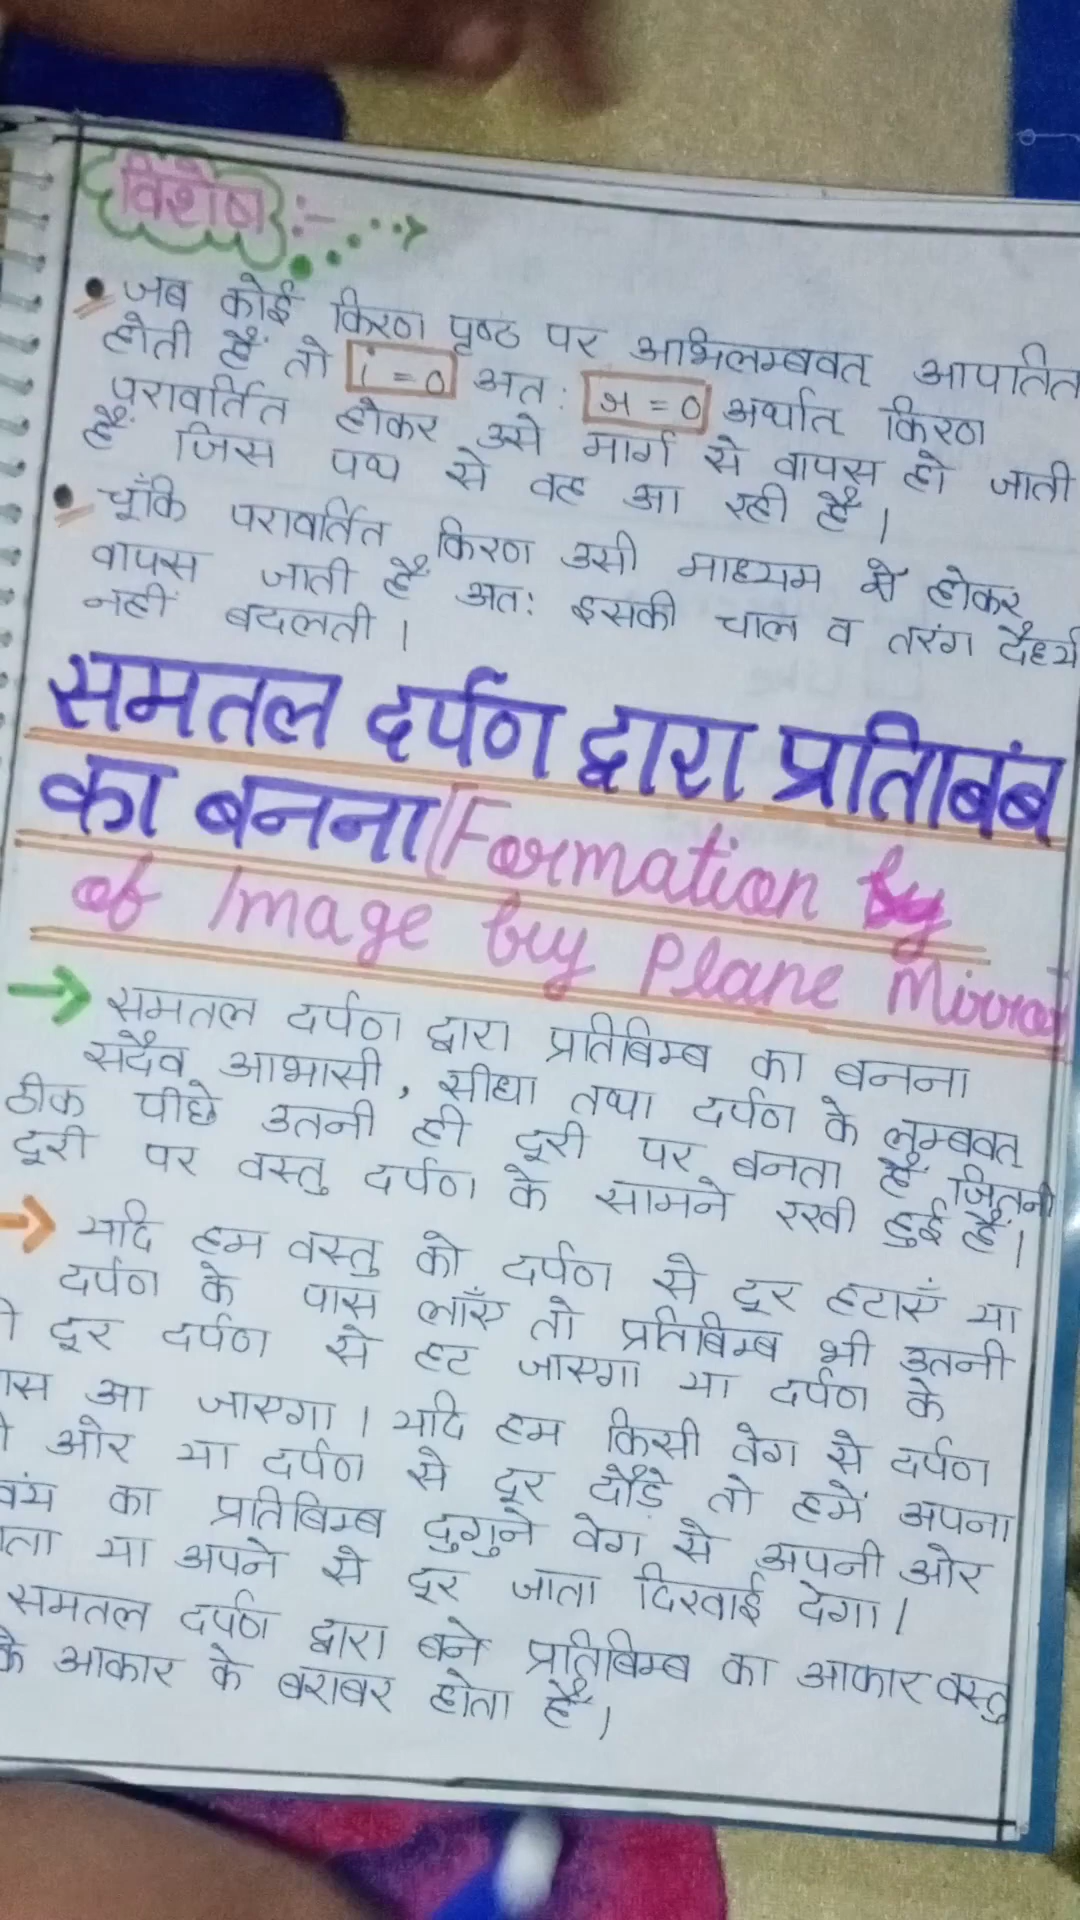 विशेष :-
• जब कोई किरण पृष्ठ पर अभिलम्बवत् आपतित
होती हैं तो i = 0 अतः r = 0 अर्थात् किरण
परावर्तित होकर उसे मार्ग से वापस हो जाती
हैं जिस पथ से वह आ रही हैं।
• चूँकि परावर्तित किरण उसी माध्यम से होकर
वापस जाती हैं अतः इसकी चाल व तरंग दैर्ध्य
नहीं बदलती।
समतल दर्पण द्वारा प्रतिबिंब
का बनना/Formation by
of Image by Plane Mirror
→ समतल दर्पण द्वारा प्रतिबिम्ब का बनना
सदैव आभासी, सीधा तथा दर्पण के लम्बवत्
ठीक पीछे उतनी ही दूरी पर बनता हैं जितनी
दूरी पर वस्तु दर्पण के सामने रखी हुई हैं।
→ यदि हम वस्तु को दर्पण से दूर हटाएँ या
दर्पण के पास लाएँ तो प्रतिबिम्ब भी उतनी
दूर दर्पण से हट जाएगा या दर्पण के
आ जाएगा। यदि हम किसी वेग से दर्पण
ओर या दर्पण से दूर दौड़े तो हमें अपना
का प्रतिबिम्ब दुगुने वेग से अपनी ओर
या अपने से दूर जाता दिखाई देगा।
समतल दर्पण द्वारा बने प्रतिबिम्ब का आकार वस्तु
के आकार के बराबर होता हैं।